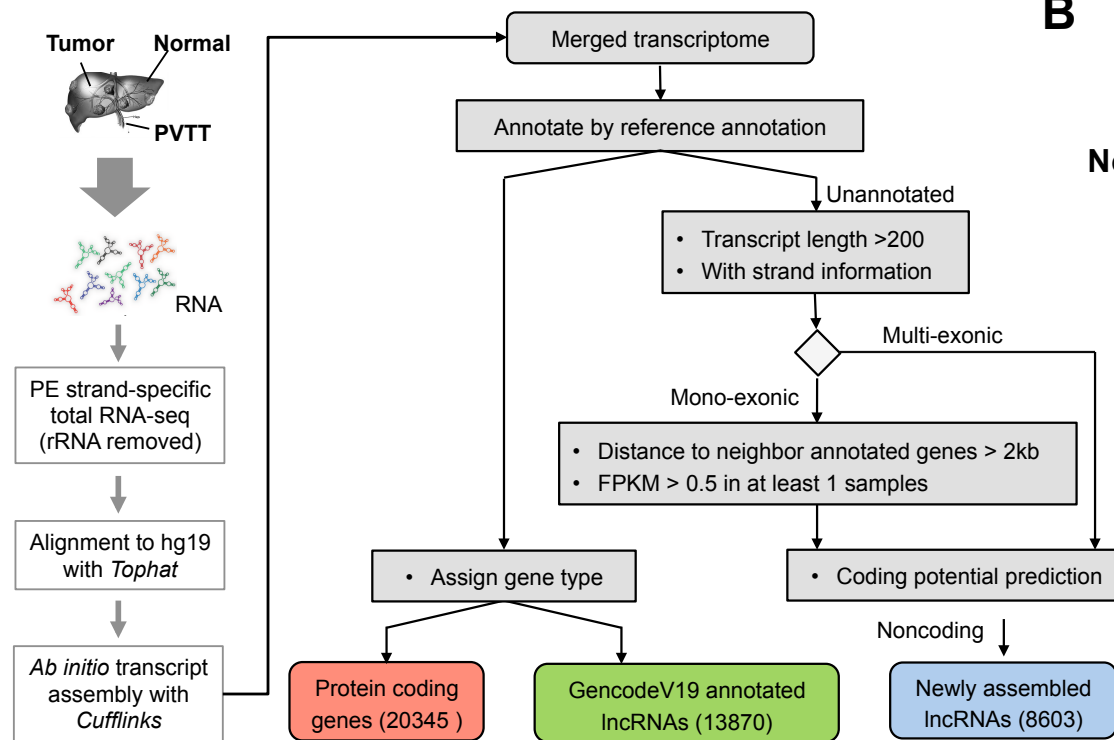 B
Tumor
Normal
PVTT
RNA
PE strand-specific
total RNA-seq
(rRNA removed)
Alignment to hg19
with Tophat
Ab initio transcript
assembly with
Cufflinks
Merged transcriptome
Annotate by reference annotation
Unannotated
• Transcript length >200
• With strand information
Multi-exonic
Mono-exonic
• Distance to neighbor annotated genes > 2kb
• FPKM > 0.5 in at least 1 samples
• Assign gene type
• Coding potential prediction
Noncoding
Protein coding
genes (20345 )
GencodeV19 annotated
lncRNAs (13870)
Newly assembled
lncRNAs (8603)